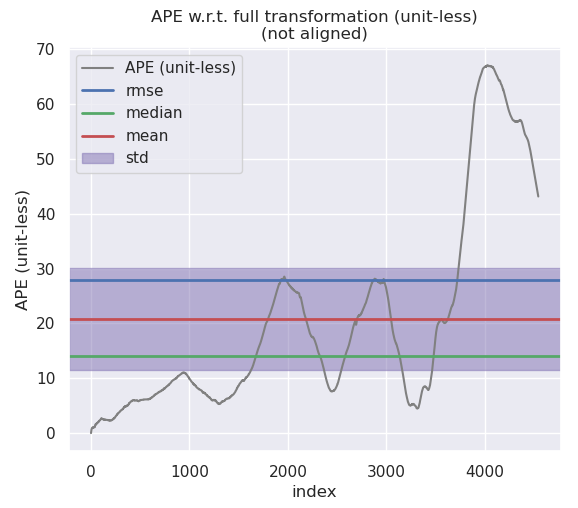 APE w.r.t. full transformation (unit-less)
(not aligned)
APE (unit-less)
rmse
median
mean
std
APE (unit-less)
70
60
50
40
30
20
10
0
0 1000 2000 3000 4000
index